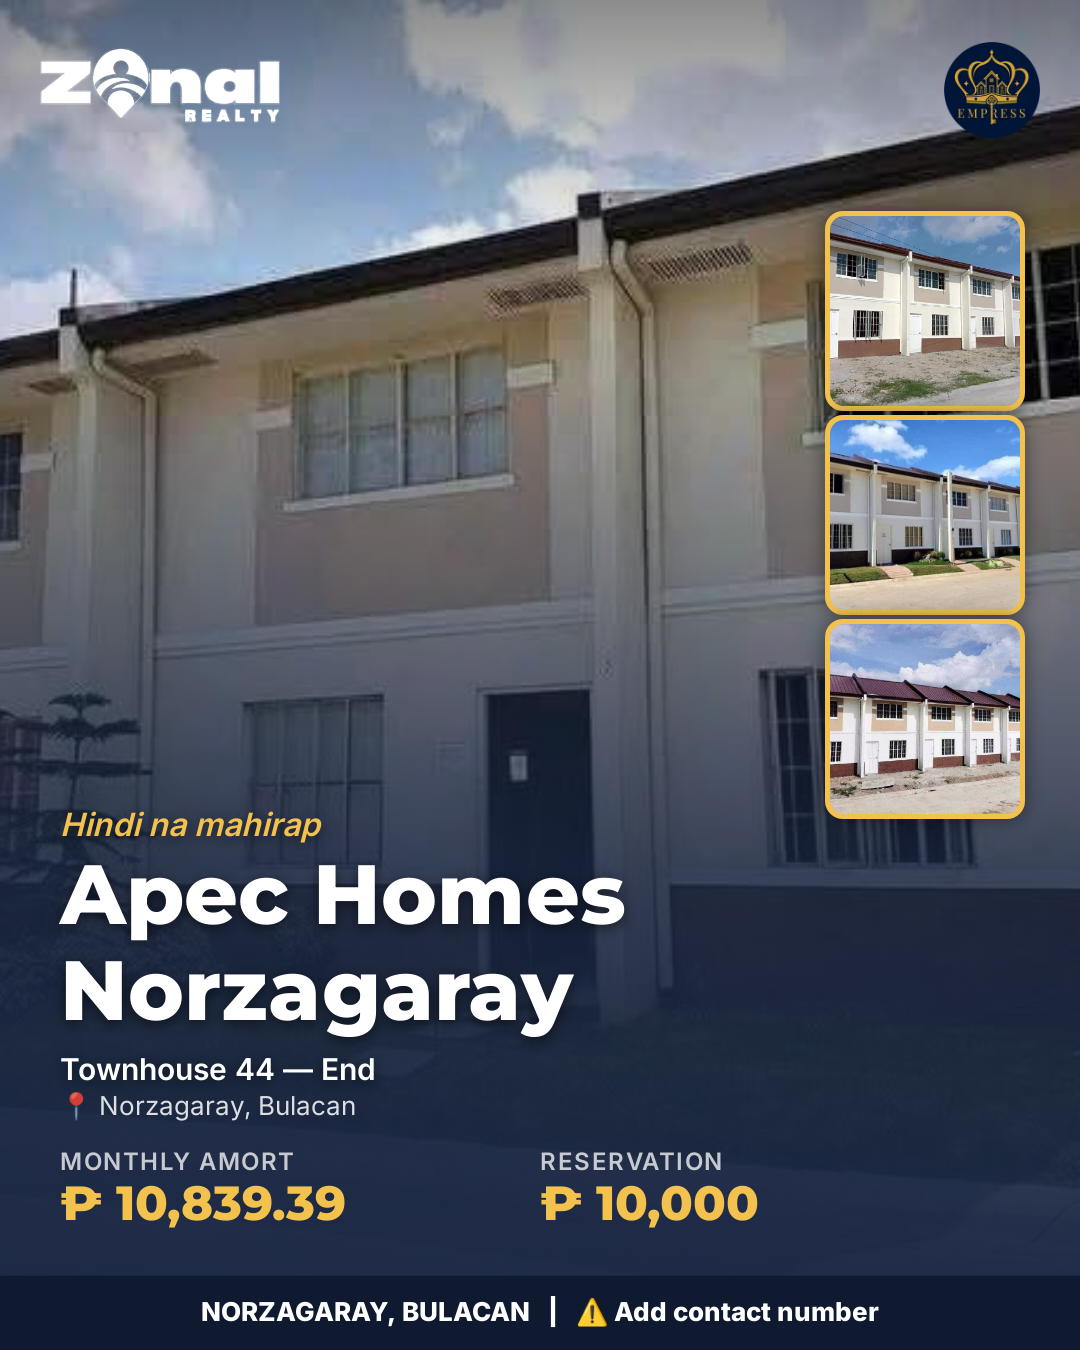 Zonal
REALTY
EMPRESS
Hindi na mahirap
Apec Homes
Norzagaray
Townhouse 44 — End
📍 Norzagaray, Bulacan
MONTHLY AMORT
₱ 10,839.39
RESERVATION
₱ 10,000
NORZAGARAY, BULACAN | ⚠️ Add contact number